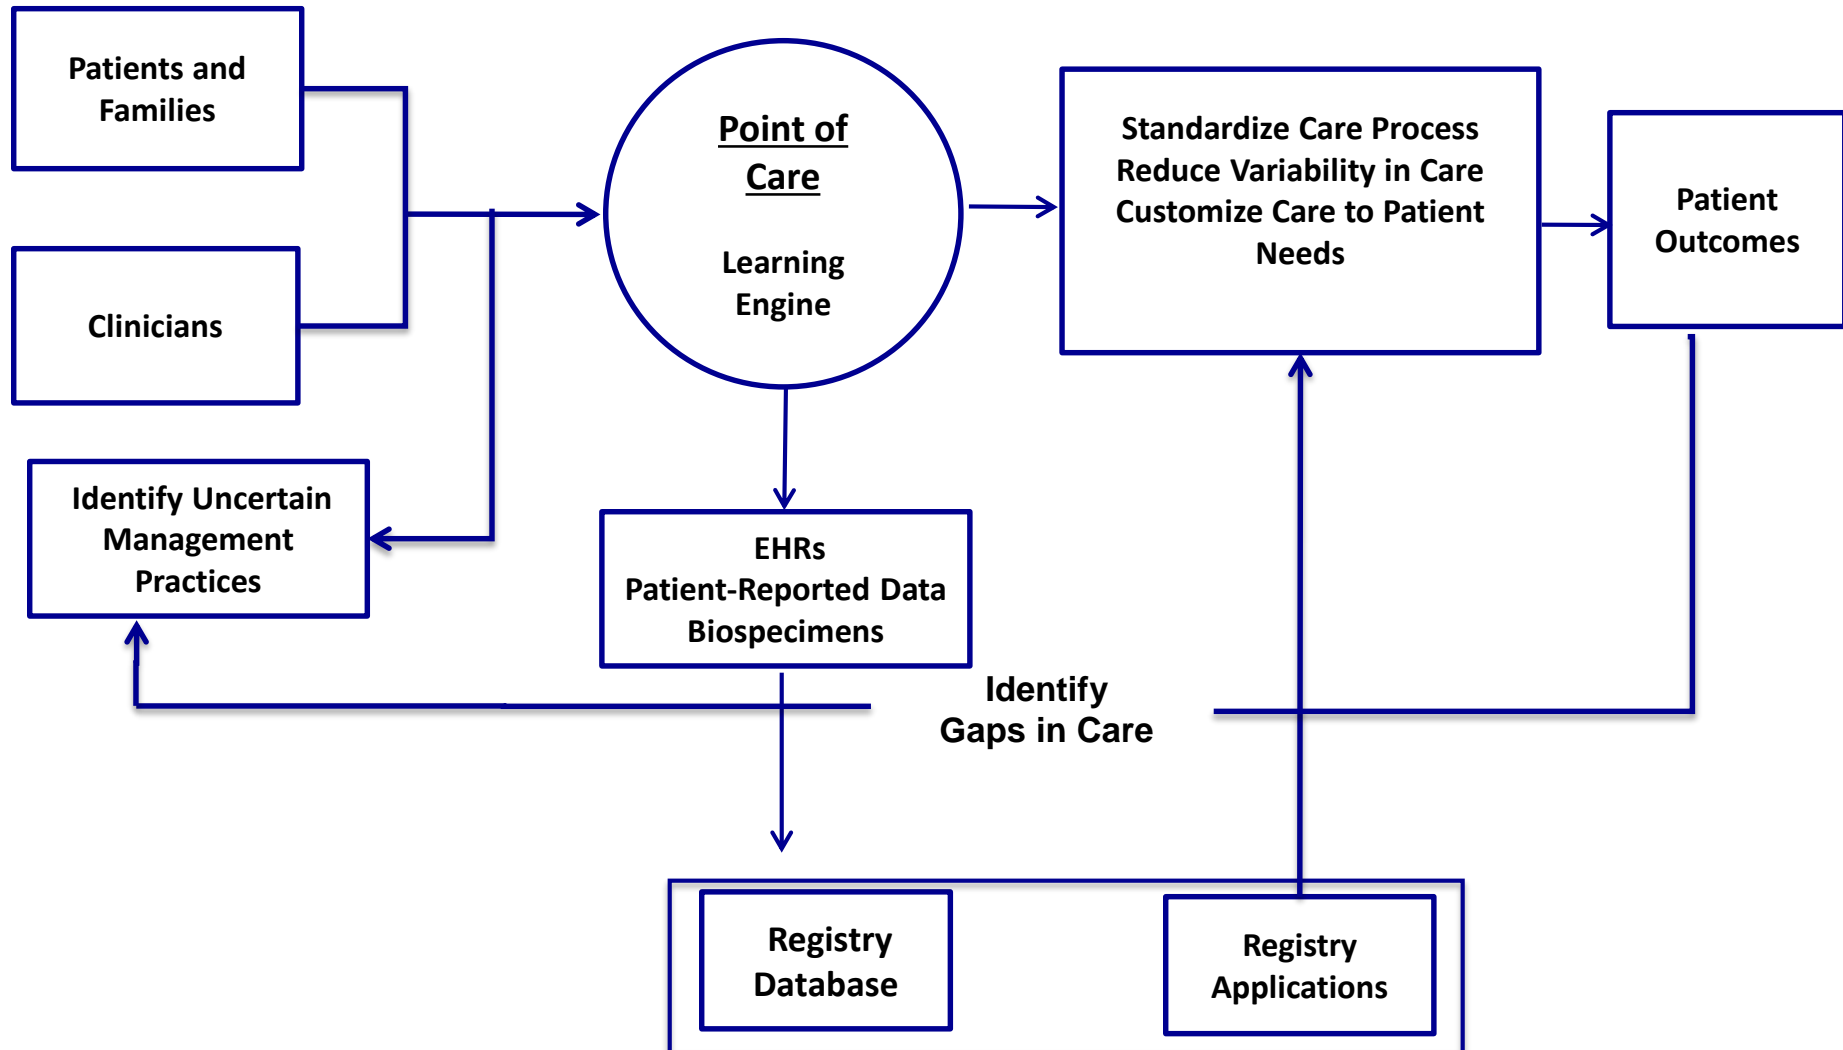 Patients and
Families
Clinicians
Identify Uncertain
Management
Practices
Point of
Care
Learning
Engine
EHRs
Patient-Reported Data
Biospecimens
Standardize Care Process
Reduce Variability in Care
Customize Care to Patient
Needs
Patient
Outcomes
Identify
Gaps in Care
Registry
Database
Registry
Applications